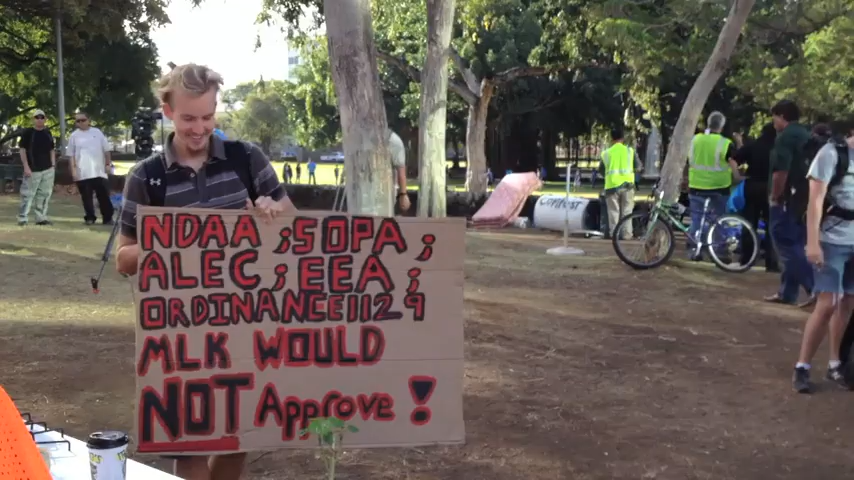 NDAA ; SOPA ;
ALEC ; EEA ;
ORDINANCE 1129
MLK WOULD
NOT Approve !